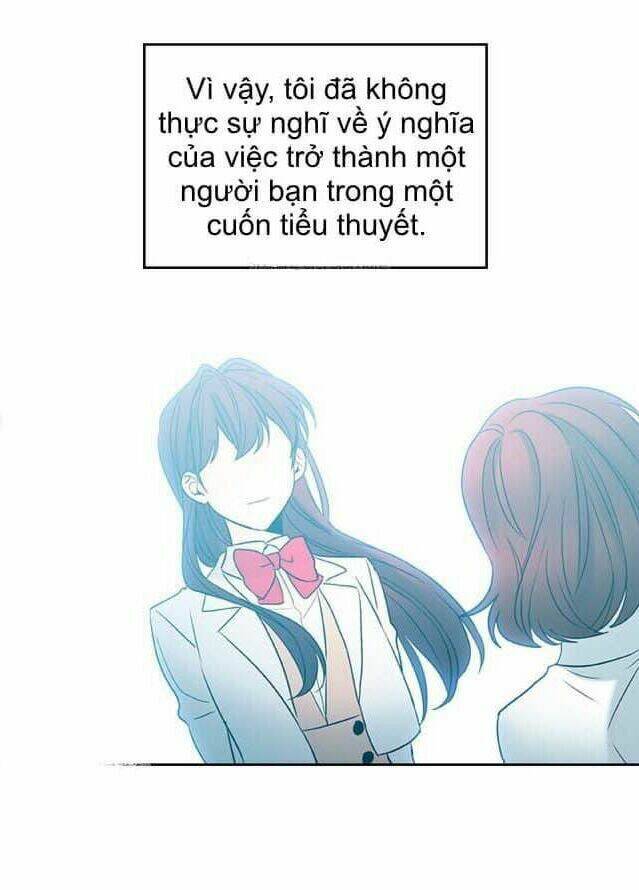 Vì vậy, tôi đã không
thực sự nghĩ về ý nghĩa
của việc trở thành một
người bạn trong một
cuốn tiểu thuyết.